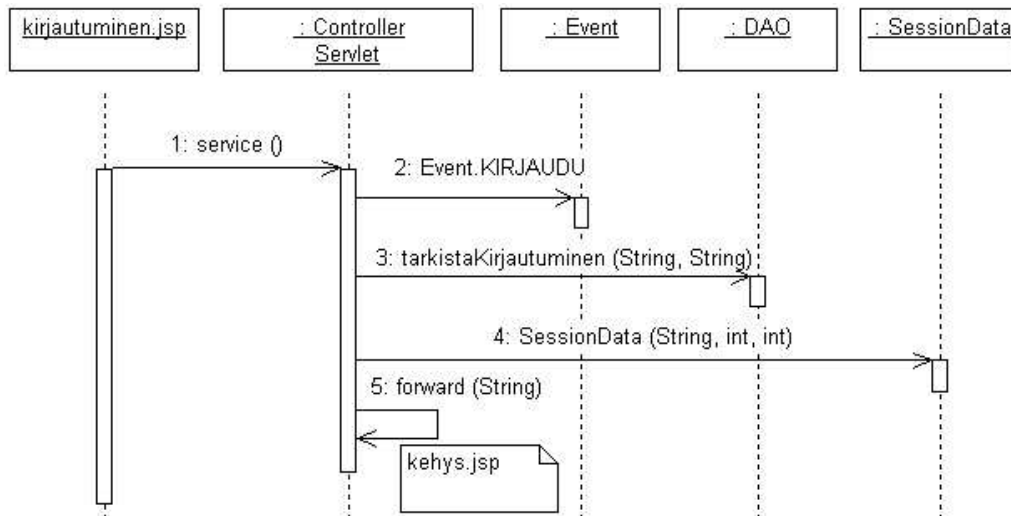 kirjautuminen.jsp
: Controller
Servlet
: Event
: DAO
: SessionData
1: service ()
2: Event.KIRJAUDU
3: tarkistaKirjautuminen (String, String)
4: SessionData (String, int, int)
5: forward (String)
kehys.jsp